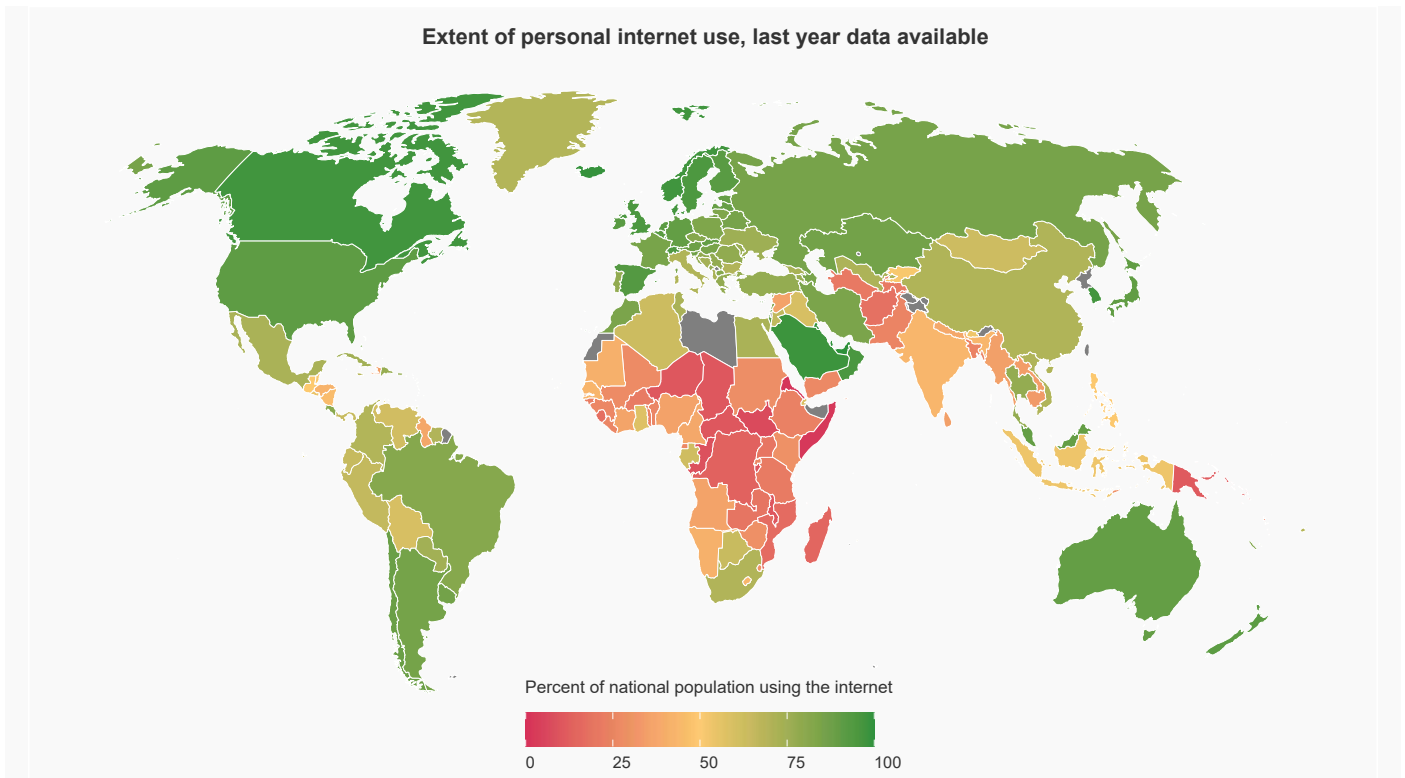 Extent of personal internet use, last year data available
Percent of national population using the internet
0 25 50 75 100